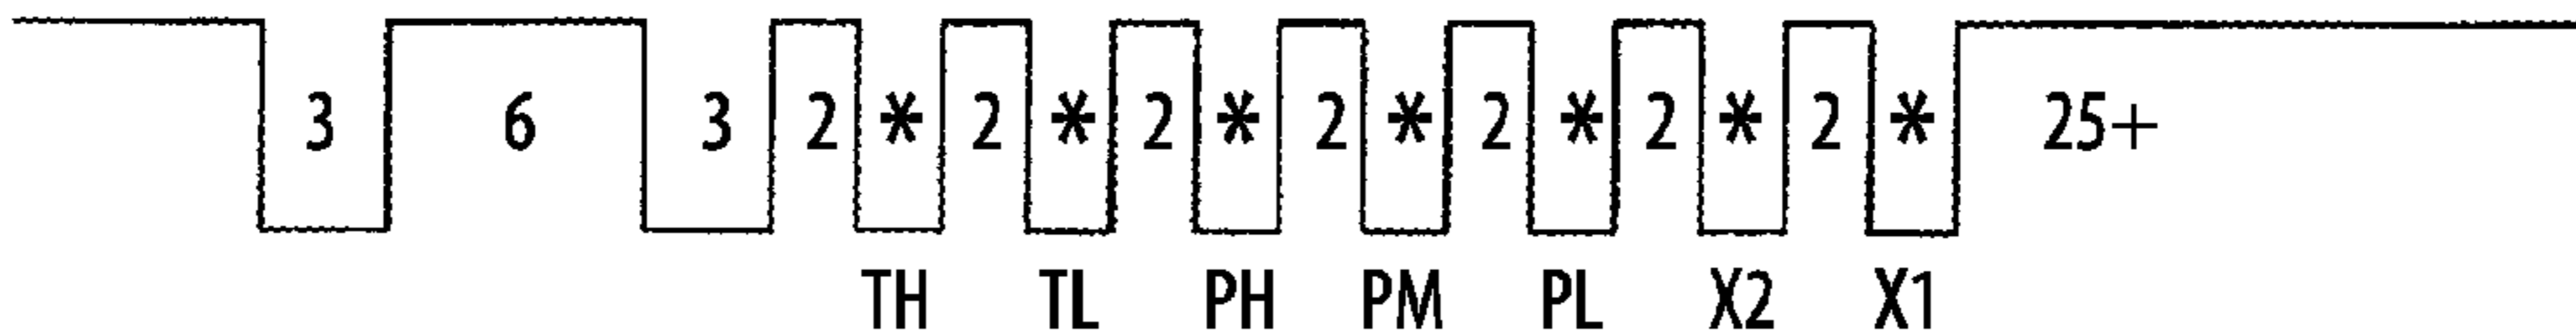 3 6 3 2 * 2 * 2 * 2 * 2 * 2 * 2 * 25+
TH TL PH PM PL X2 X1